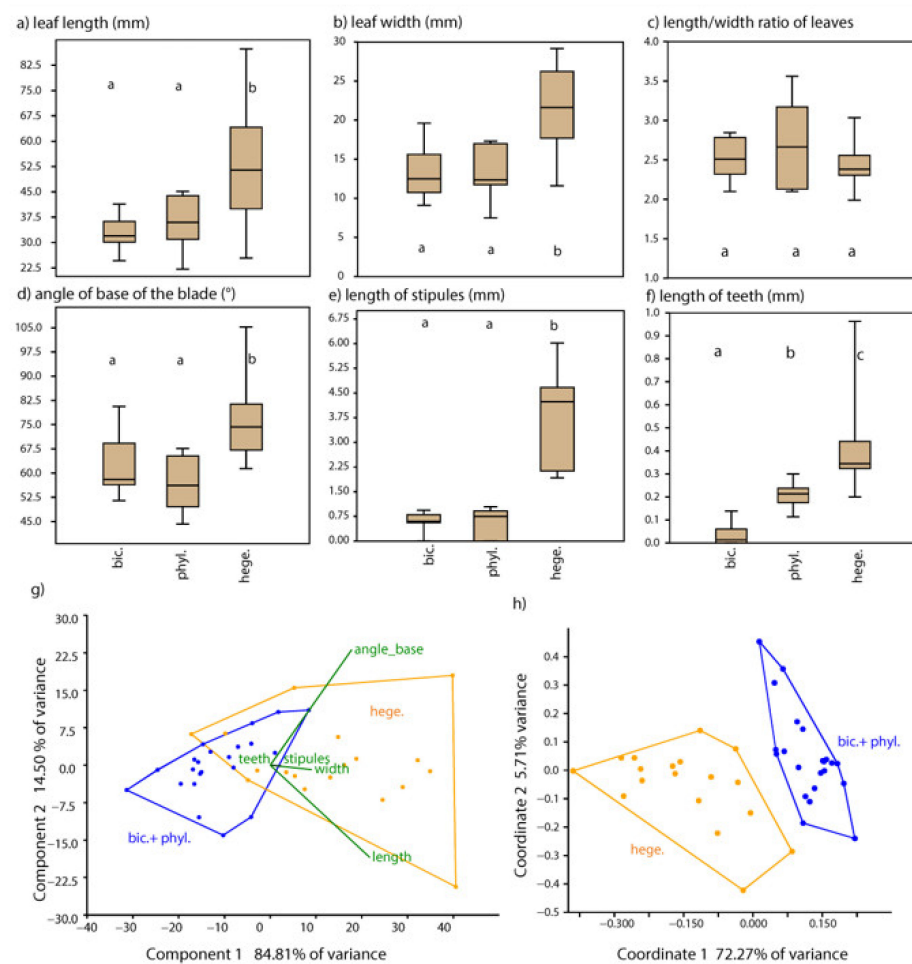 a) leaf length (mm)
82.5
75.0
67.5
60.0
52.5
45.0
37.5
30.0
22.5
a
a
b
b) leaf width (mm)
30
25
20
15
10
5
0
a
a
b
c) length/width ratio of leaves
4.0
3.5
3.0
2.5
2.0
1.5
1.0
a
a
a
d) angle of base of the blade (°)
105.0
97.5
90.0
82.5
75.0
67.5
60.0
52.5
45.0
a
a
b
bic.
phyl.
hege.
e) length of stipules (mm)
6.75
6.00
5.25
4.50
3.75
3.00
2.25
1.50
0.75
0.00
a
a
b
bic.
phyl.
hege.
f) length of teeth (mm)
1.0
0.9
0.8
0.7
0.6
0.5
0.4
0.3
0.2
0.1
0.0
a
b
c
bic.
phyl.
hege.
g)
30.0
22.5
15.0
7.5
0.0
−7.5
−15.0
−22.5
−30.0
Component 2 14.50 % of variance
angle_base
hege.
teeth
stipules
width
bic.+ phyl.
length
−40
−30
−20
−10
0
10
20
30
40
Component 1 84.81% of variance
h)
0.4
0.3
0.2
0.1
0.0
−0.1
−0.2
−0.3
−0.4
−0.5
Coordinate 2 5.71% variance
bic.+ phyl.
hege.
−0.300
−0.150
0.000
0.150
Coordinate 1 72.27% of variance